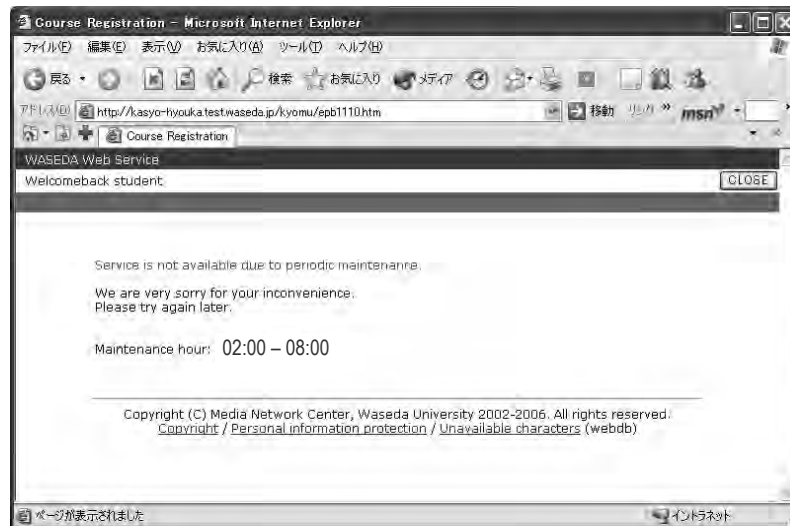 Course Registration - Microsoft Internet Explorer
ファイル(F) 編集(E) 表示(V) お気に入り(A) ツール(T) ヘルプ(H)
戻る 検索 お気に入り メディア
アドレス(D) http://kasyo-hyouka.test.waseda.jp/kyomu/epb1110.htm 移動 リンク » msn
Course Registration
WASEDA Web Service
Welcomeback student CLOSE
Service is not available due to periodic maintenance.
We are very sorry for your inconvenience.
Please try again later.
Maintenance hour: 02:00 – 08:00
Copyright (C) Media Network Center, Waseda University 2002-2006. All rights reserved.
Copyright / Personal information protection / Unavailable characters (webdb)
ページが表示されました イントラネット